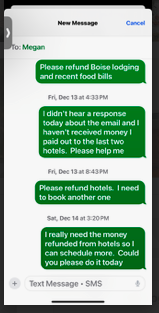 New Message
Cancel
To: Megan
Please refund Boise lodging
and recent food bills
Fri, Dec 13 at 4:33 PM
I didn't hear a response
today about the email and I
haven't received money I
paid out to the last two
hotels. Please help me
Fri, Dec 13 at 8:43 PM
Please refund hotels. I need
to book another one
Sat, Dec 14 at 3:20 PM
I really need the money
refunded from hotels so I
can schedule more. Could
you please do it today
Text Message • SMS